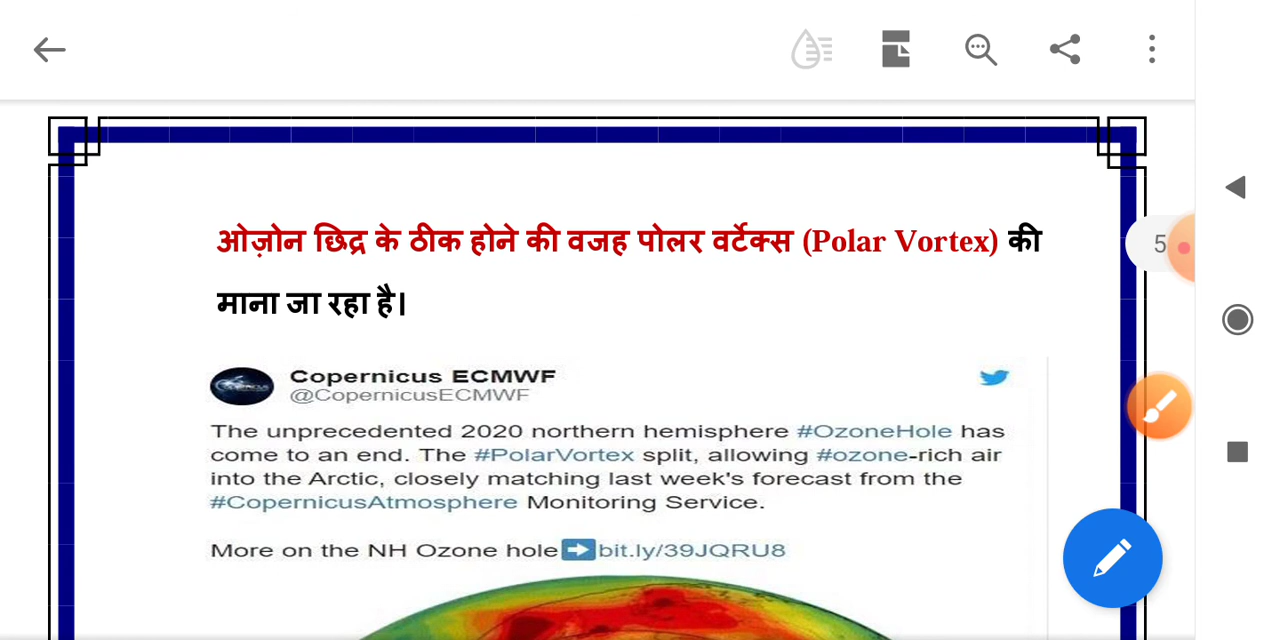 ओज़ोन छिद्र के ठीक होने की वजह पोलर वर्टेक्स (Polar Vortex) की
माना जा रहा है।
5
Copernicus ECMWF
@CopernicusECMWF
The unprecedented 2020 northern hemisphere #OzoneHole has
come to an end. The #PolarVortex split, allowing #ozone-rich air
into the Arctic, closely matching last week's forecast from the
#CopernicusAtmosphere Monitoring Service.
More on the NH Ozone hole➡bit.ly/39JQRU8